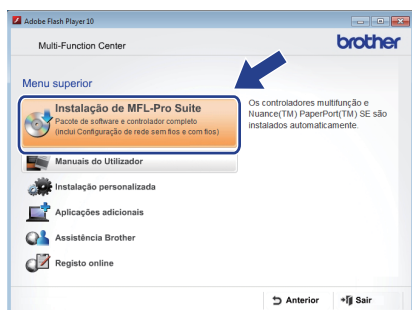 Adobe Flash Player 10
Multi-Function Center
brother
Menu superior
Instalação de MFL-Pro Suite
Pacote de software e controlador completo
(inclui Configuração de rede sem fios e com fios)
Os controladores multifunção e
Nuance(TM) PaperPort(TM) SE são
instalados automaticamente.
Manuais do Utilizador
Instalação personalizada
Aplicações adicionais
Assistência Brother
Registo online
Anterior
Sair